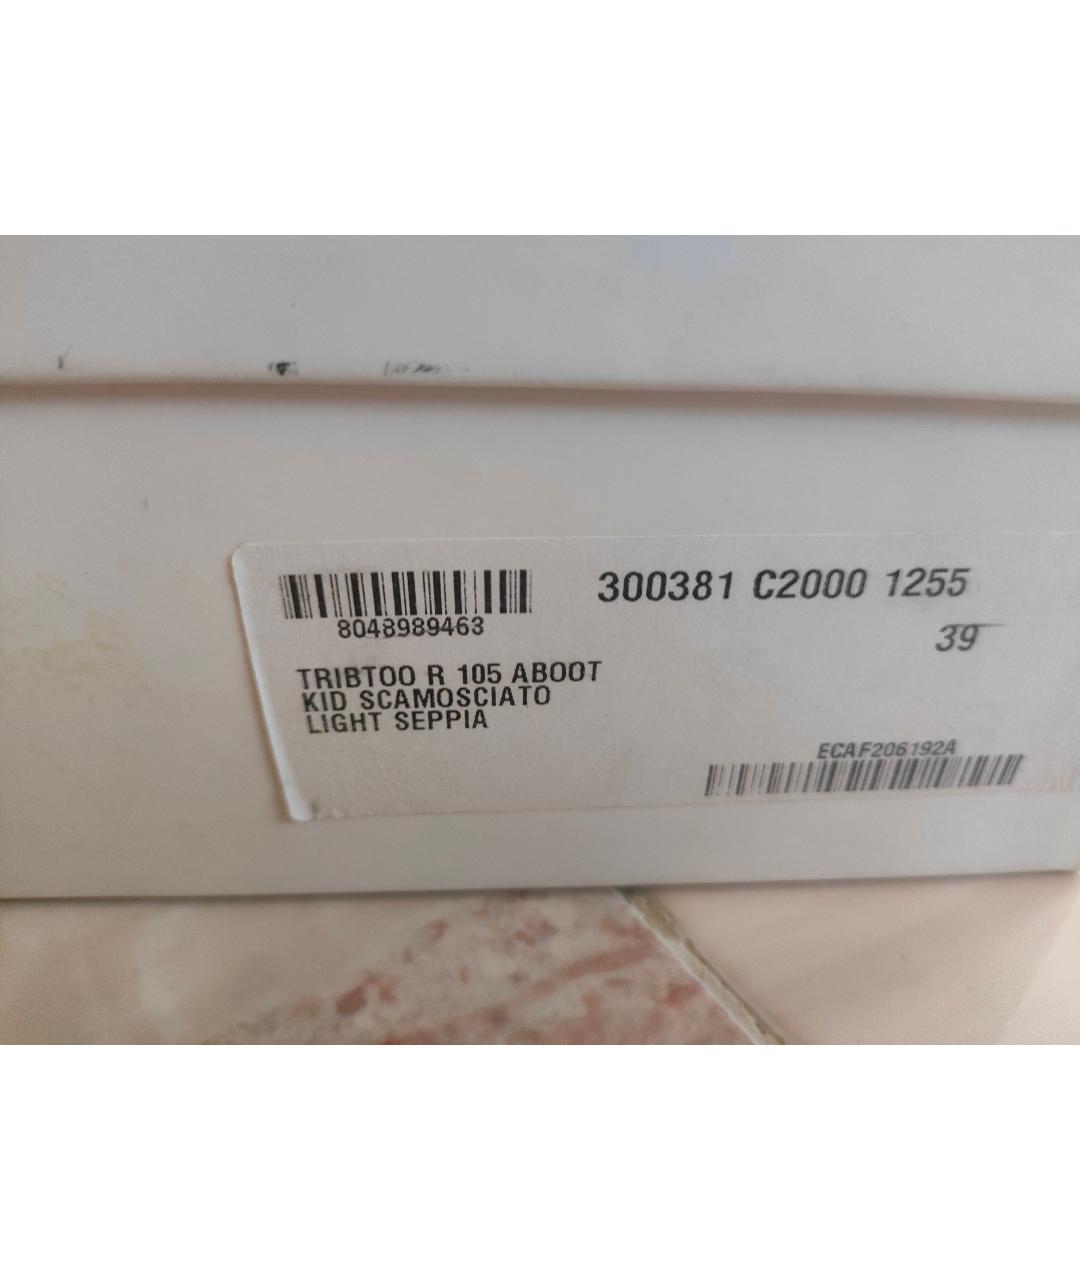 300381 C2000 1255
8048989463
39
TRIBTOO R 105 ABOOT
KID SCAMOSCIATO
LIGHT SEPPIA
ECAF206192A